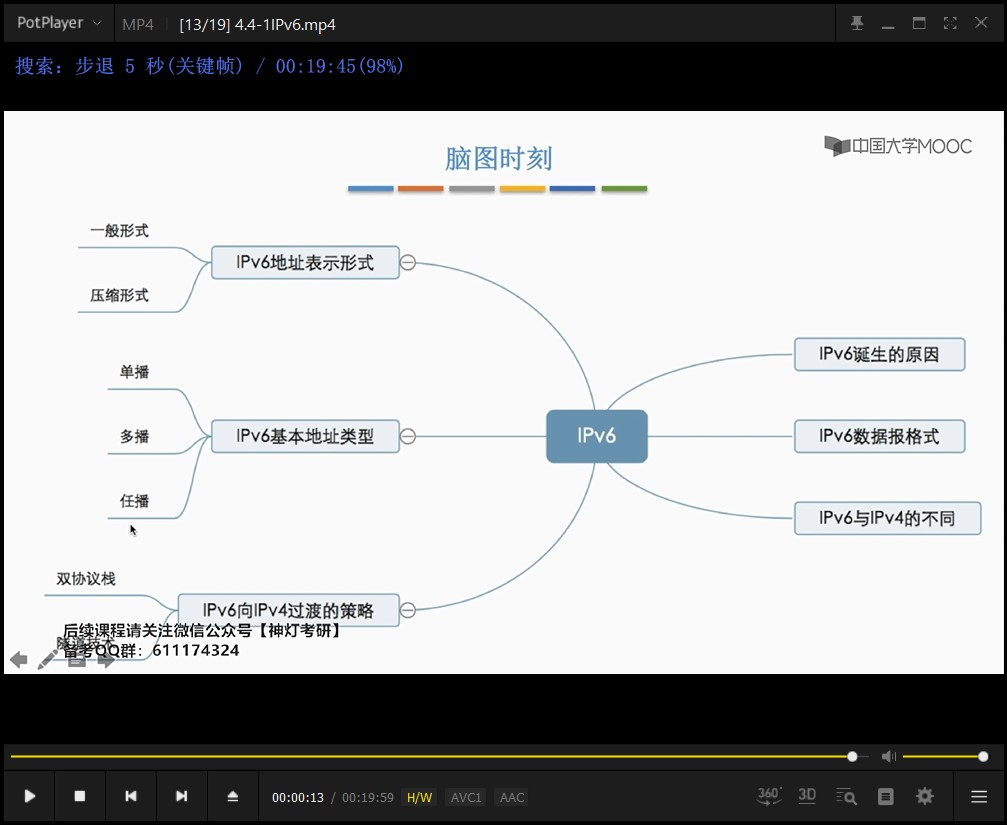 PotPlayer MP4 [13/19] 4.4-1IPv6.mp4
搜索：步退 5 秒(关键帧) / 00:19:45(98%)
脑图时刻
中国大学MOOC
一般形式
IPv6地址表示形式
压缩形式
IPv6诞生的原因
单播
多播
IPv6基本地址类型
IPv6
IPv6数据报格式
任播
IPv6与IPv4的不同
双协议栈
IPv6向IPv4过渡的策略
隧道技术
后续课程请关注微信公众号【神灯考研】
备考QQ群：611174324
00:00:13 / 00:19:59 H/W AVC1 AAC
360° 3D